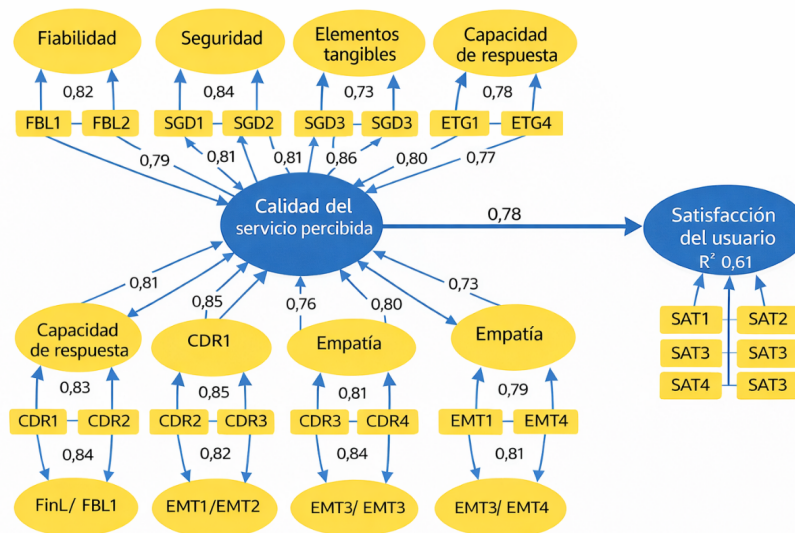 Fiabilidad
Seguridad
Elementos
tangibles
Capacidad
de respuesta
0,82
0,84
0,73
0,78
FBL1
FBL2
SGD1
SGD2
SGD3
SGD3
ETG1
ETG4
0,79
0,81
0,81
0,86
0,80
0,77
Calidad del
servicio percibida
0,78
Satisfacción
del usuario
R² 0,61
0,81
0,85
0,76
0,80
0,73
SAT1
SAT2
SAT3
SAT3
SAT4
SAT3
Capacidad
de respuesta
CDR1
Empatía
Empatía
0,83
0,85
0,81
0,79
CDR1
CDR2
CDR2
CDR3
CDR3
CDR4
EMT1
EMT4
0,84
0,82
0,84
0,81
FinL/ FBL1
EMT1/EMT2
EMT3/ EMT3
EMT3/ EMT4